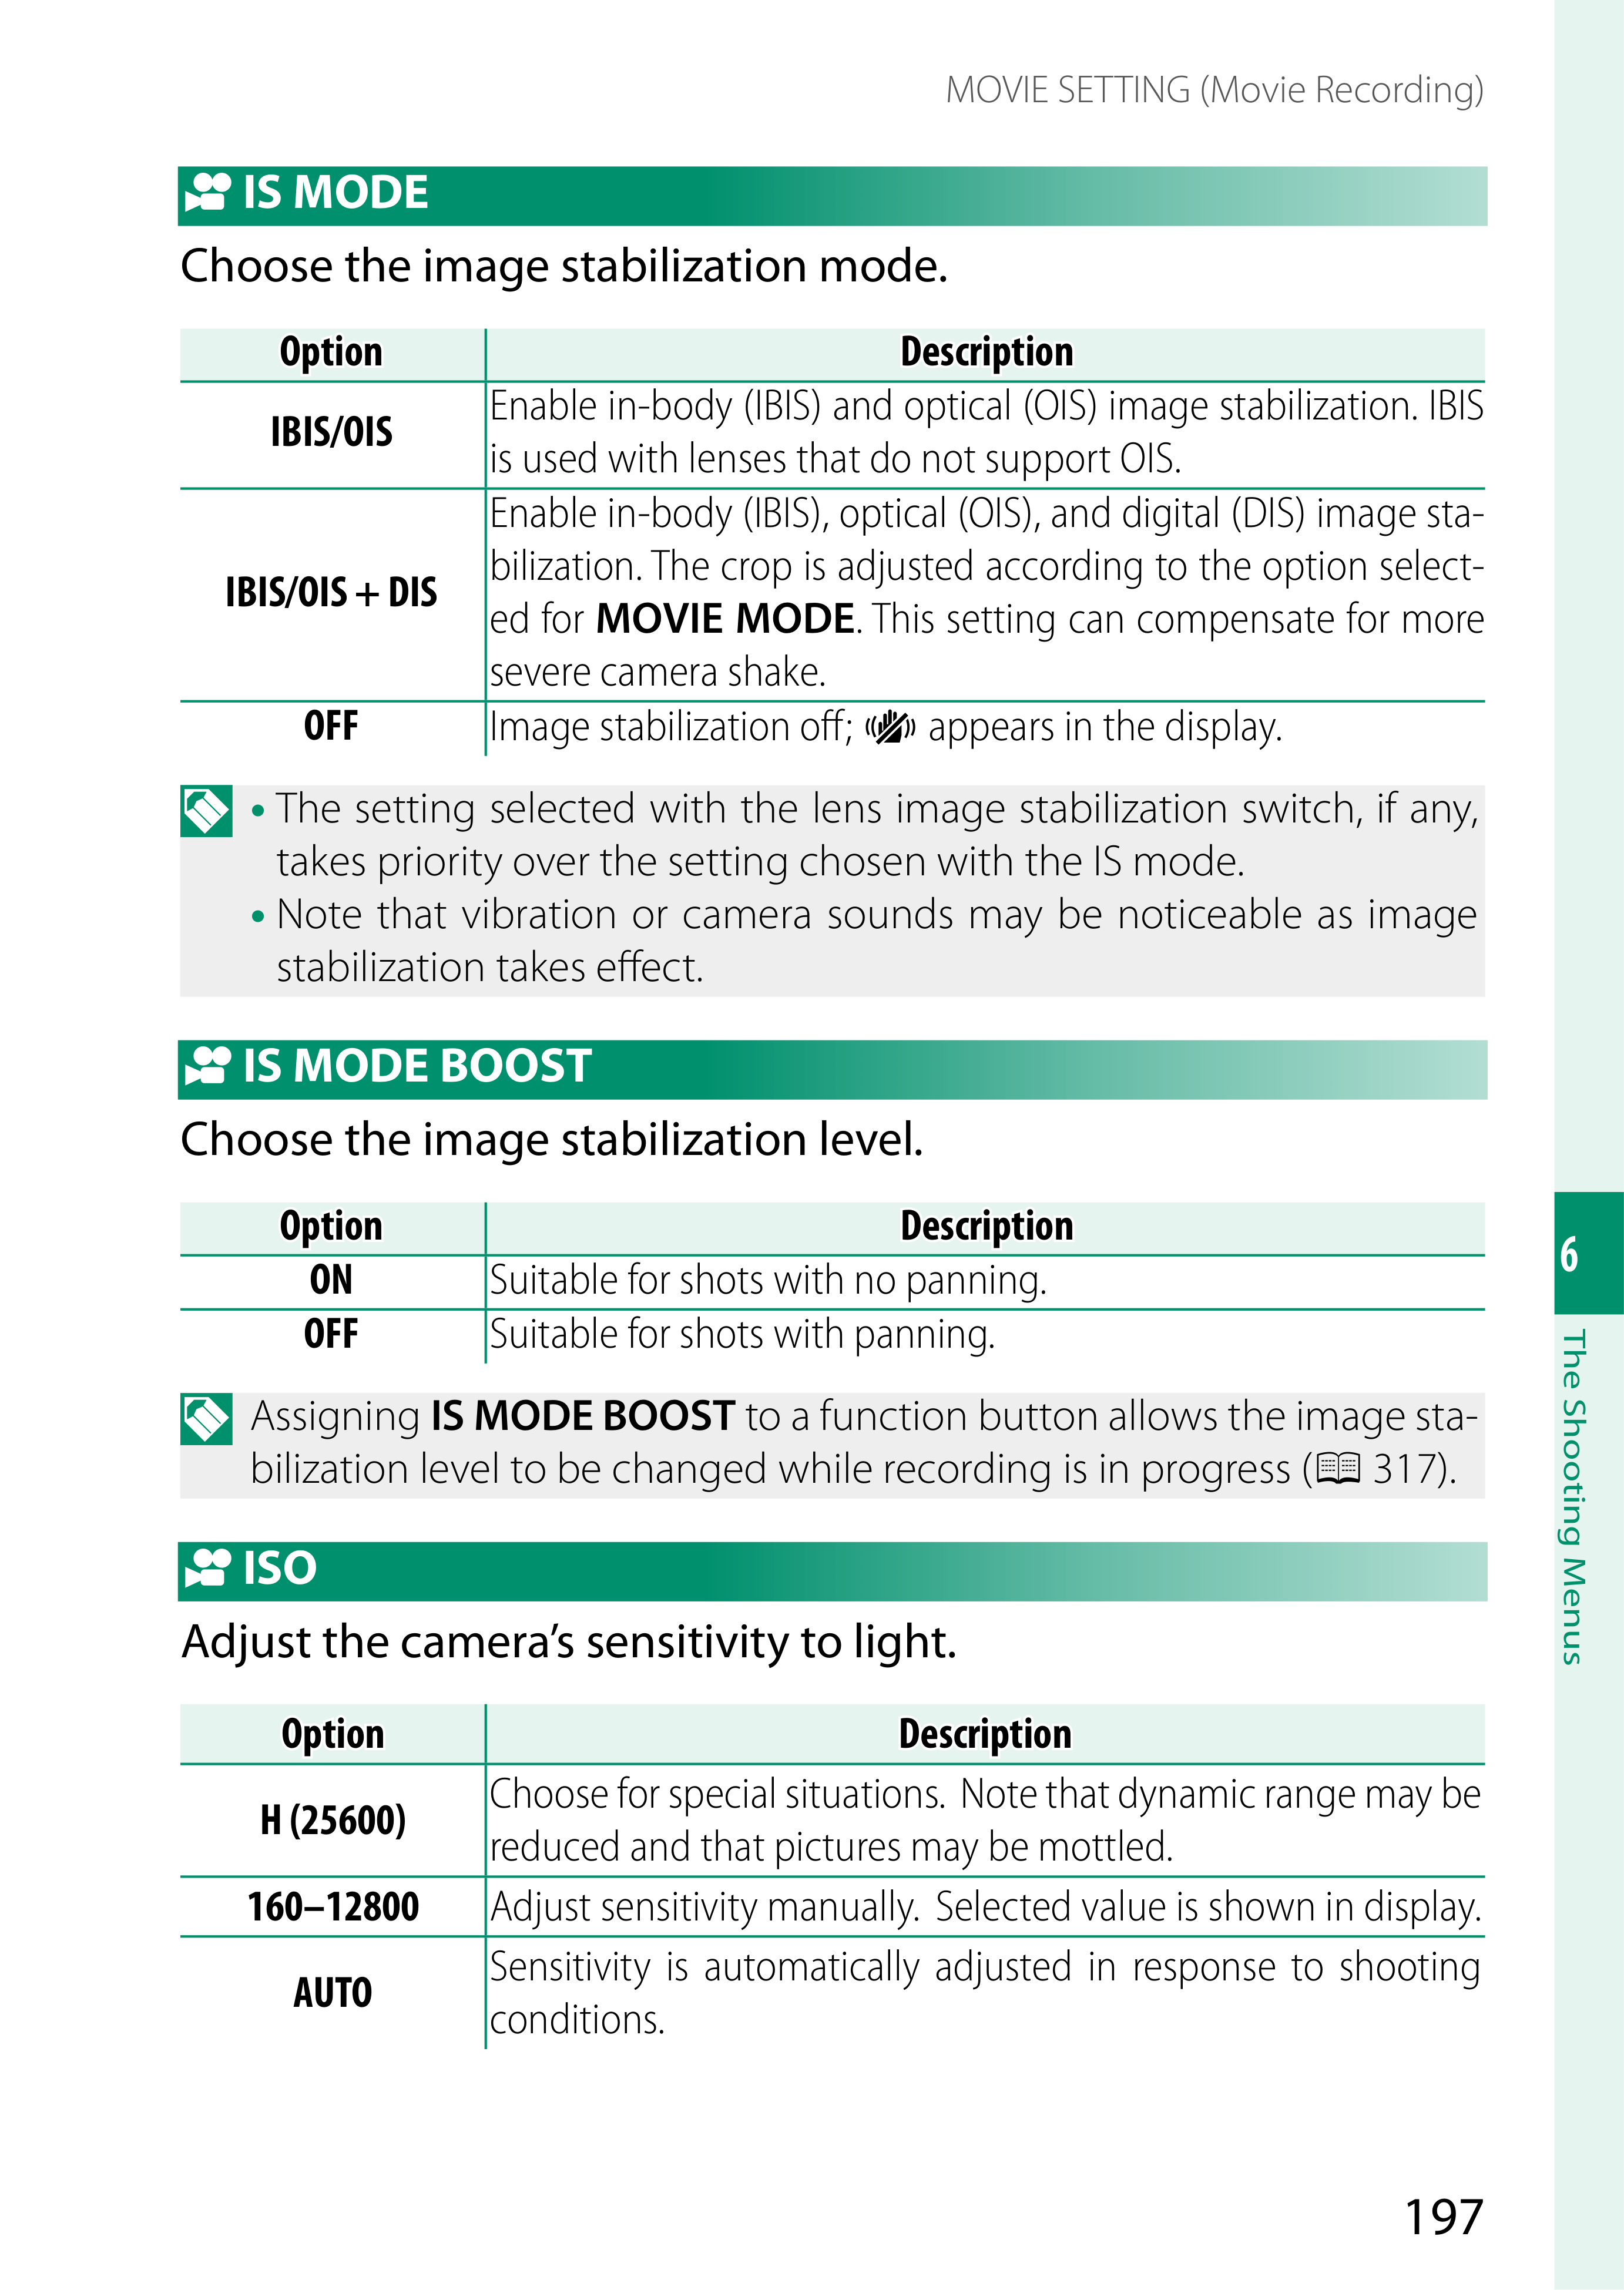 MOVIE SETTING (Movie Recording)
IS MODE
Choose the image stabilization mode.
Option Description
IBIS/OIS
Enable in-body (IBIS) and optical (OIS) image stabilization. IBIS
is used with lenses that do not support OIS.
IBIS/OIS + DIS
Enable in-body (IBIS), optical (OIS), and digital (DIS) image sta-
bilization. The crop is adjusted according to the option select-
ed for MOVIE MODE. This setting can compensate for more
severe camera shake.
OFF Image stabilization off; appears in the display.
• The setting selected with the lens image stabilization switch, if any,
takes priority over the setting chosen with the IS mode.
• Note that vibration or camera sounds may be noticeable as image
stabilization takes effect.
IS MODE BOOST
Choose the image stabilization level.
Option Description
ON Suitable for shots with no panning.
OFF Suitable for shots with panning.
Assigning IS MODE BOOST to a function button allows the image sta-
bilization level to be changed while recording is in progress ( 317).
ISO
Adjust the camera’s sensitivity to light.
Option Description
H (25600)
Choose for special situations. Note that dynamic range may be
reduced and that pictures may be mottled.
160–12800 Adjust sensitivity manually. Selected value is shown in display.
AUTO
Sensitivity is automatically adjusted in response to shooting
conditions.
6
The Shooting Menus
197